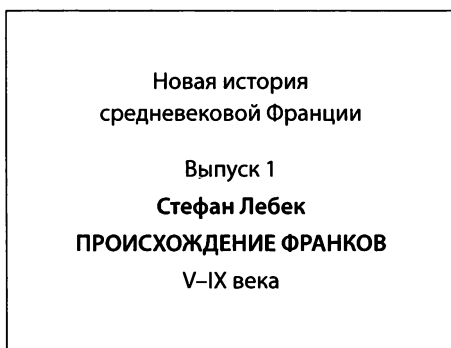 Новая история
средневековой Франции
Выпуск 1
Стефан Лебек
ПРОИСХОЖДЕНИЕ ФРАНКОВ
V–IX века